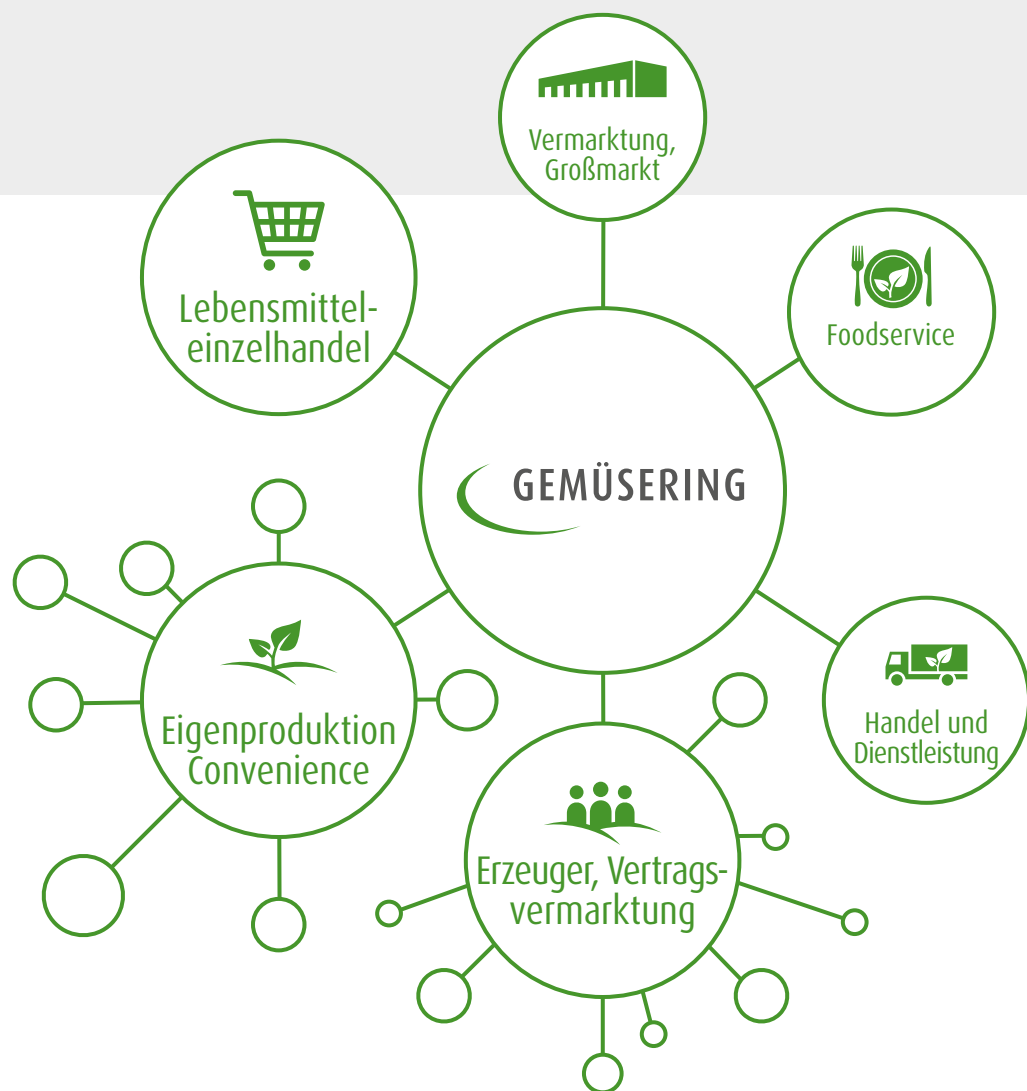 Vermarktung,
Großmarkt
Lebensmittel-
einzelhandel
Foodservice
GEMÜSERING
Eigenproduktion
Convenience
Handel und
Dienstleistung
Erzeuger, Vertrags-
vermarktung